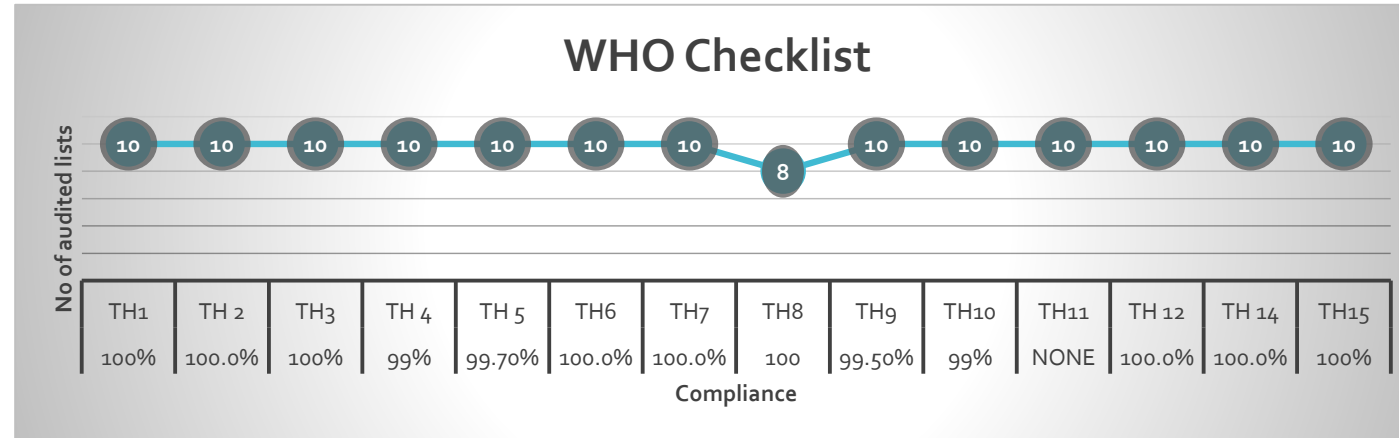 WHO Checklist
No of audited lists
10 10 10 10 10 10 10 8 10 10 10 10 10 10
TH1 TH 2 TH3 TH 4 TH 5 TH6 TH7 TH8 TH9 TH10 TH11 TH 12 TH 14 TH15
100% 100.0% 100% 99% 99.70% 100.0% 100.0% 100 99.50% 99% NONE 100.0% 100.0% 100%
Compliance